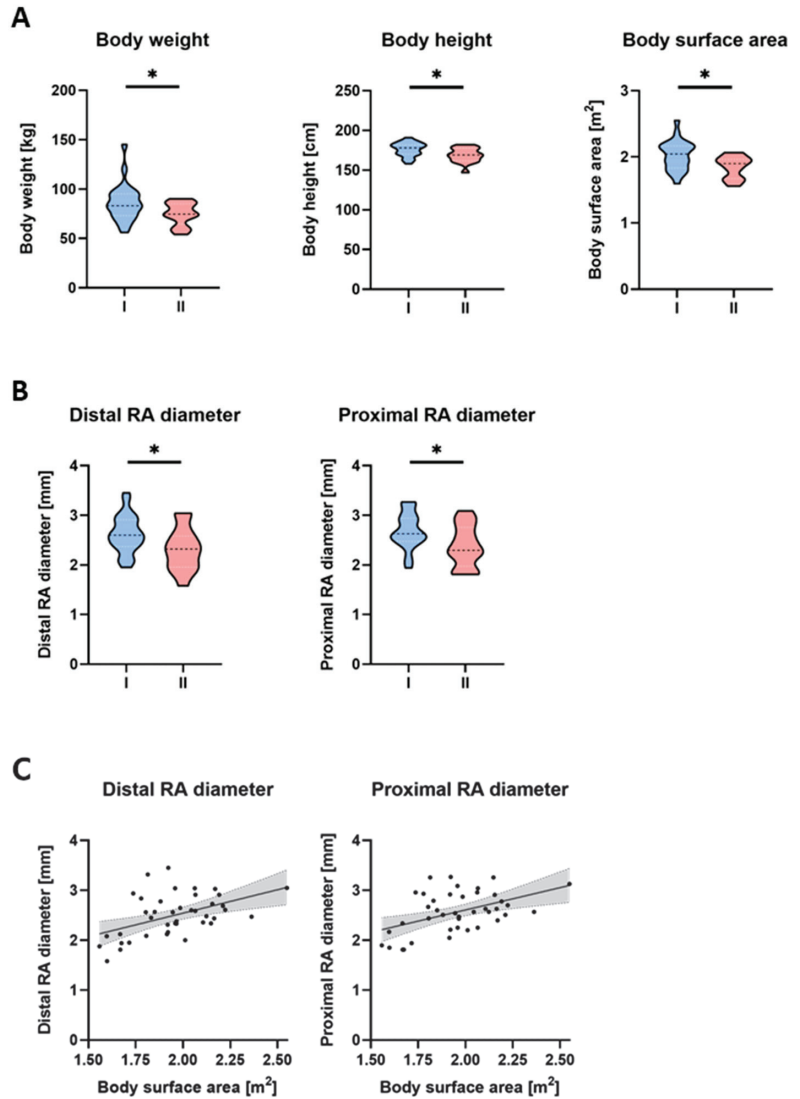 A
Body weight
Body height
Body surface area
*
*
*
Body weight [kg]
200
150
100
50
0
I
II
Body height [cm]
250
200
150
100
50
0
I
II
Body surface area [m²]
3
2
1
0
I
II
B
Distal RA diameter
Proximal RA diameter
*
*
Distal RA diameter [mm]
4
3
2
1
0
I
II
Proximal RA diameter [mm]
4
3
2
1
0
I
II
C
Distal RA diameter
Proximal RA diameter
Distal RA diameter [mm]
4
3
2
1
0
1.50 1.75 2.00 2.25 2.50
Body surface area [m²]
Proximal RA diameter [mm]
4
3
2
1
0
1.50 1.75 2.00 2.25 2.50
Body surface area [m²]